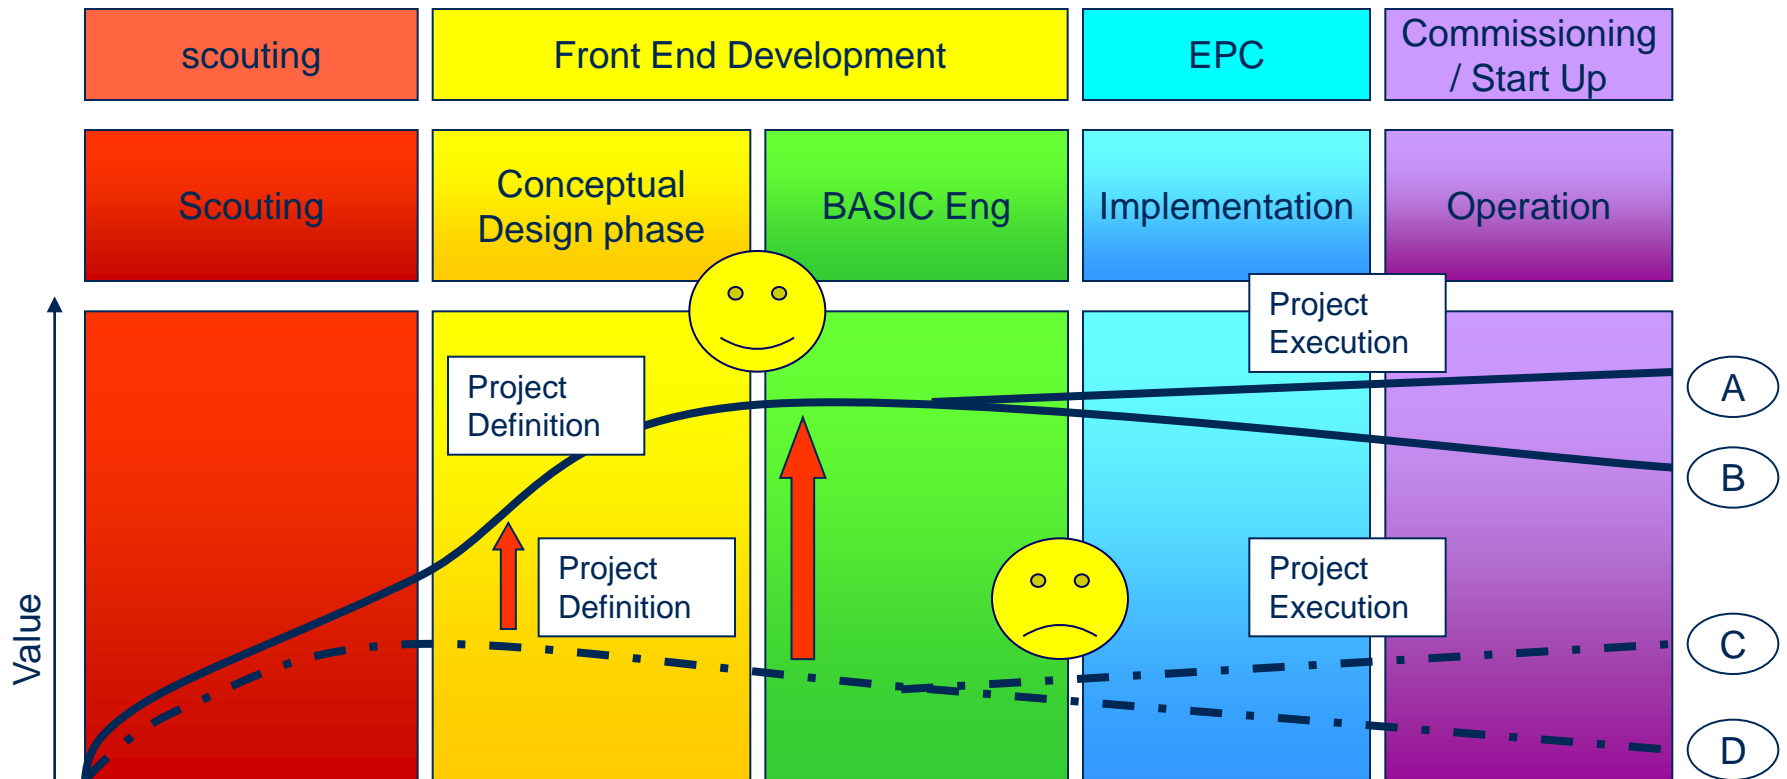 scouting
Front End Development
EPC
Commissioning
/ Start Up
Scouting
Conceptual
Design phase
BASIC Eng
Implementation
Operation
Project
Execution
Project
Definition
A
B
Project
Definition
Project
Execution
Value
C
D